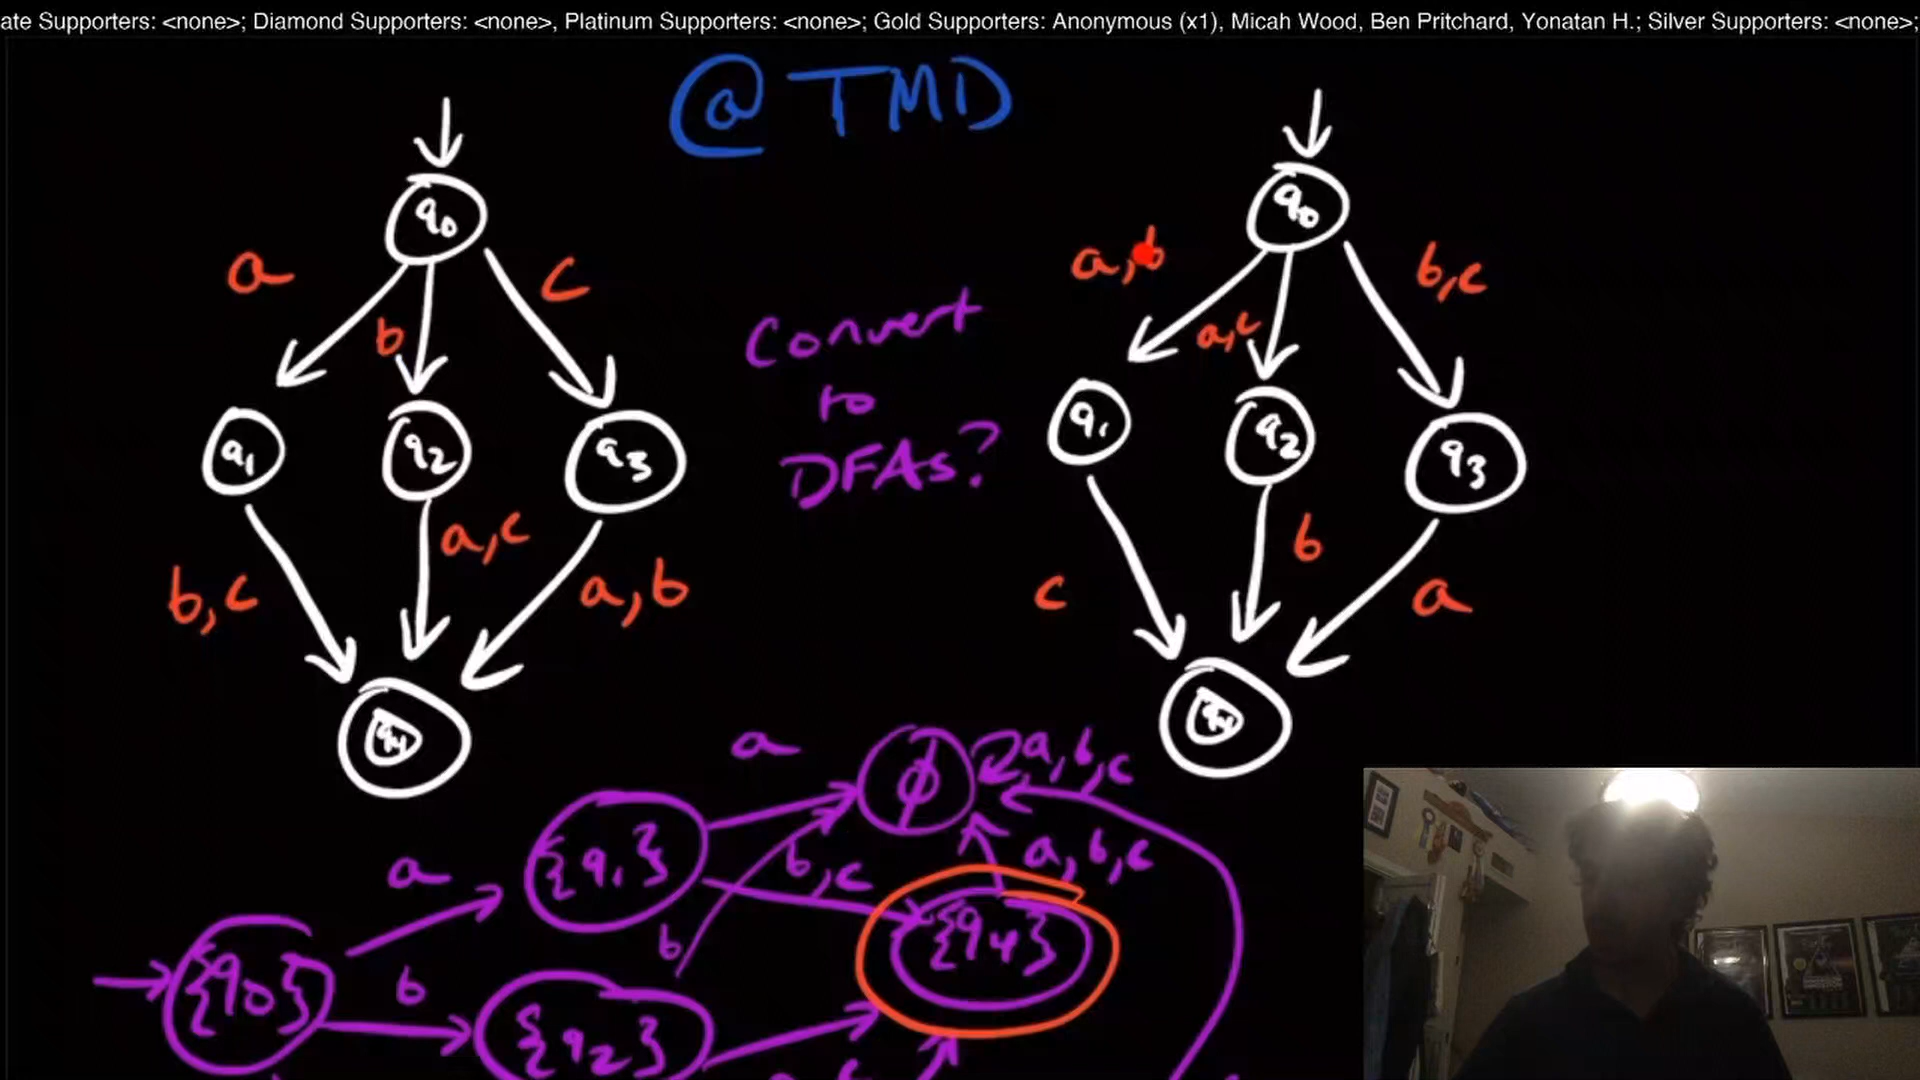 ate Supporters: <none>; Diamond Supporters: <none>, Platinum Supporters: <none>; Gold Supporters: Anonymous (x1), Micah Wood, Ben Pritchard, Yonatan H.; Silver Supporters: <none>;
@TMD
q0
a
b
c
q1
q2
q3
b,c
a,c
a,b
q4
Convert
to
DFAs?
q0
a,b
a,c
b,c
q1
q2
q3
c
b
a
q4
a
ϕ
a,b,c
{q1}
a
b,c
a,b,c
b
{q4}
{q0}
b
{q2}